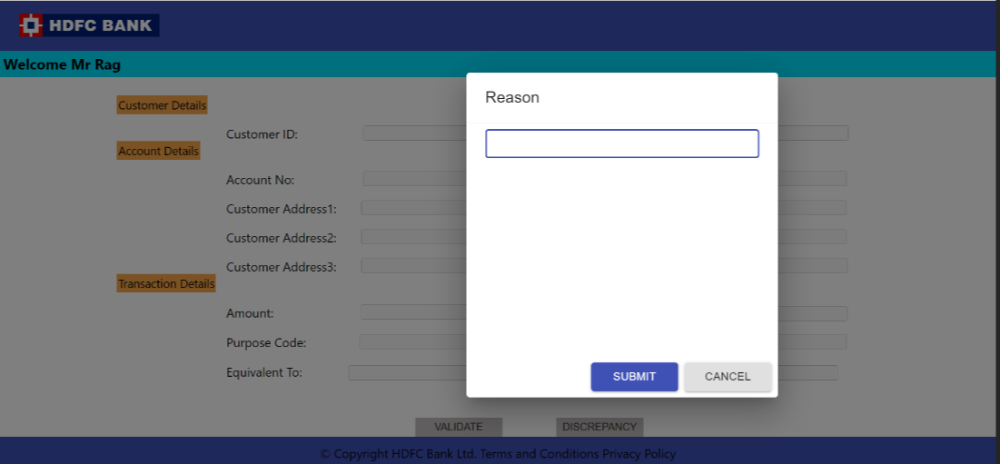 HDFC BANK
Welcome Mr Rag
Reason
Customer Details
Customer ID:
Account Details
Account No:
Customer Address1:
Customer Address2:
Customer Address3:
Transaction Details
Amount:
Purpose Code:
Equivalent To:
SUBMIT CANCEL
VALIDATE DISCREPANCY
© Copyright HDFC Bank Ltd. Terms and Conditions Privacy Policy